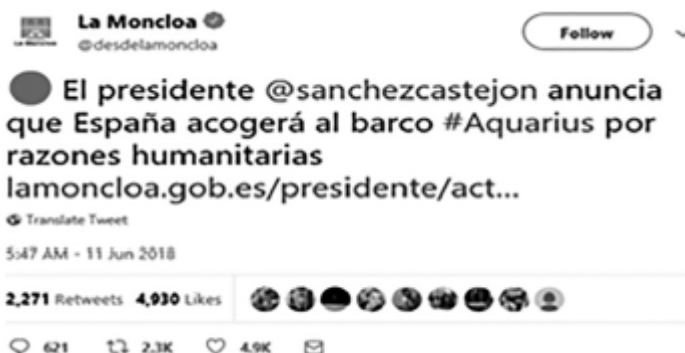 La Moncloa
@desdelamoncloa
Follow
El presidente @sanchezcastejon anuncia
que España acogerá al barco #Aquarius por
razones humanitarias
lamoncloa.gob.es/presidente/act...
Translate Tweet
5:47 AM - 11 Jun 2018
2,271 Retweets 4,930 Likes
621 2.3K 4.9K